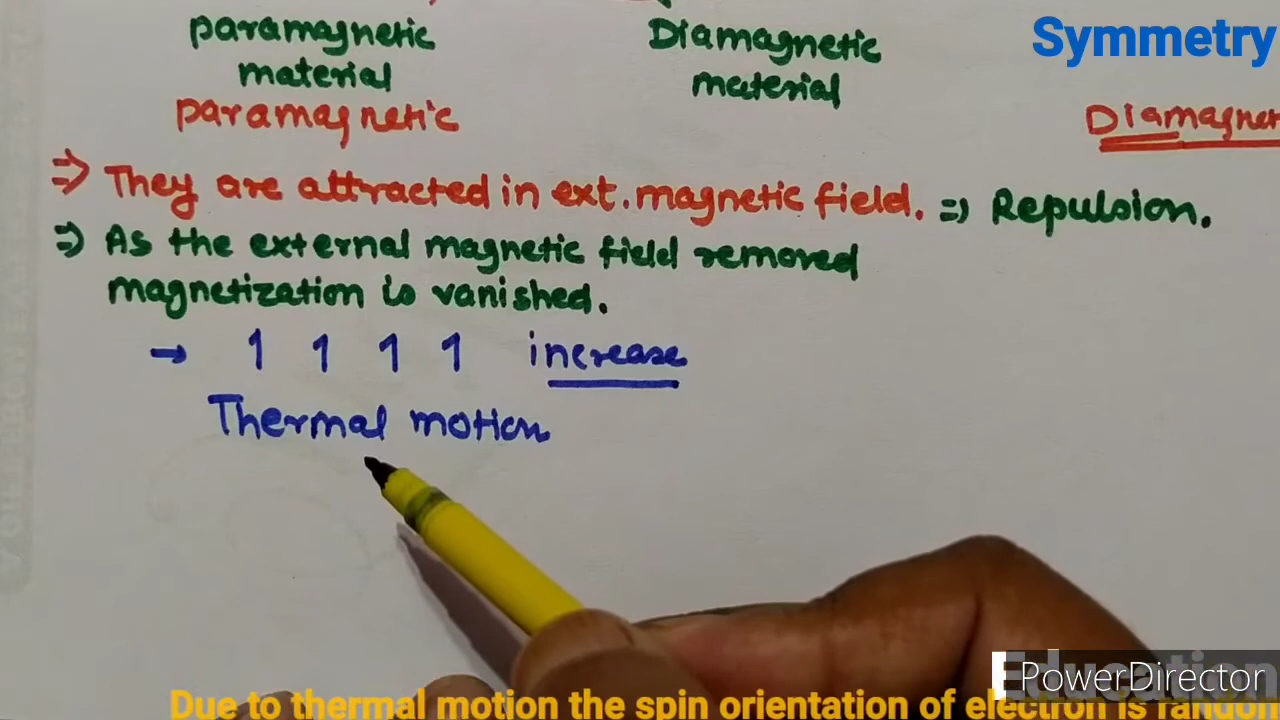 paramagnetic
material
Diamagnetic
material
Symmetry
paramagnetic
Diamagnet
=> They are attracted in ext. magnetic field. => Repulsion.
=> As the external magnetic field removed
magnetization is vanished.
→ 1 1 1 1 increase
Thermal motion
Education
PowerDirector
Due to thermal motion the spin orientation of electron is random